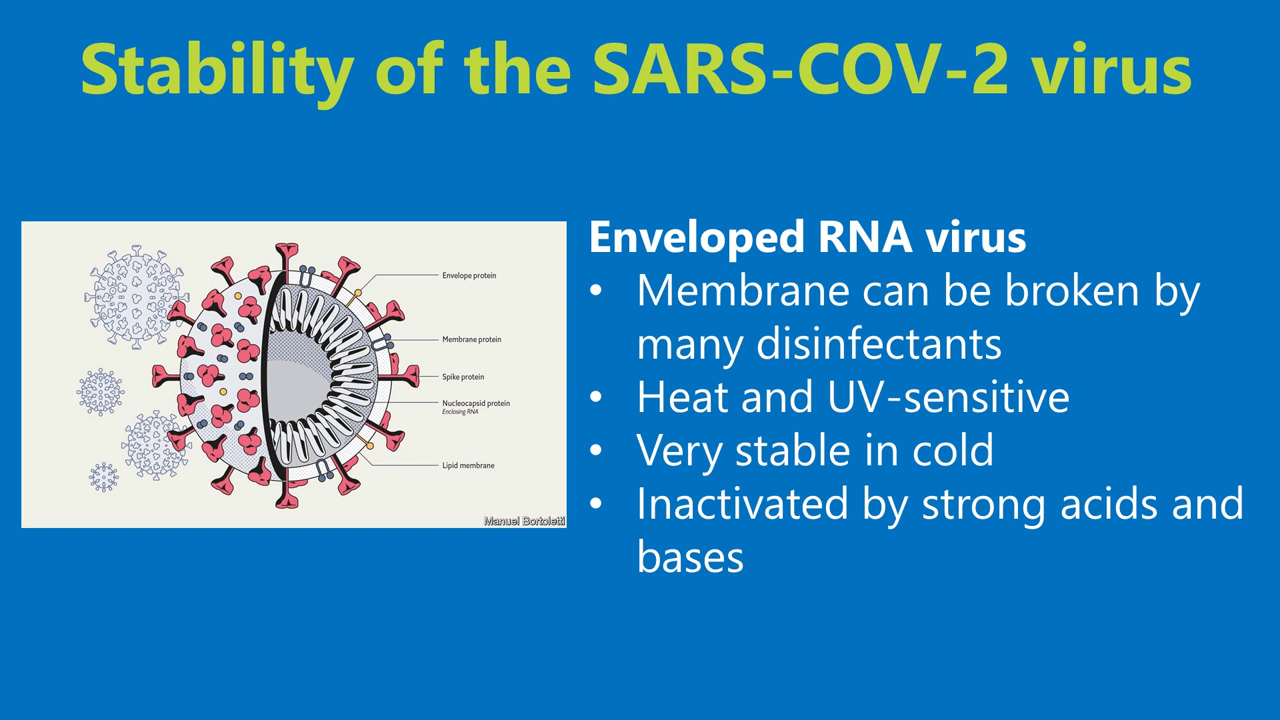 Stability of the SARS-COV-2 virus
Envelope protein
Membrane protein
Spike protein
Nucleocapsid protein
Enclosing RNA
Lipid membrane
Manuel Bortoletti
Enveloped RNA virus
• Membrane can be broken by
many disinfectants
• Heat and UV-sensitive
• Very stable in cold
• Inactivated by strong acids and
bases